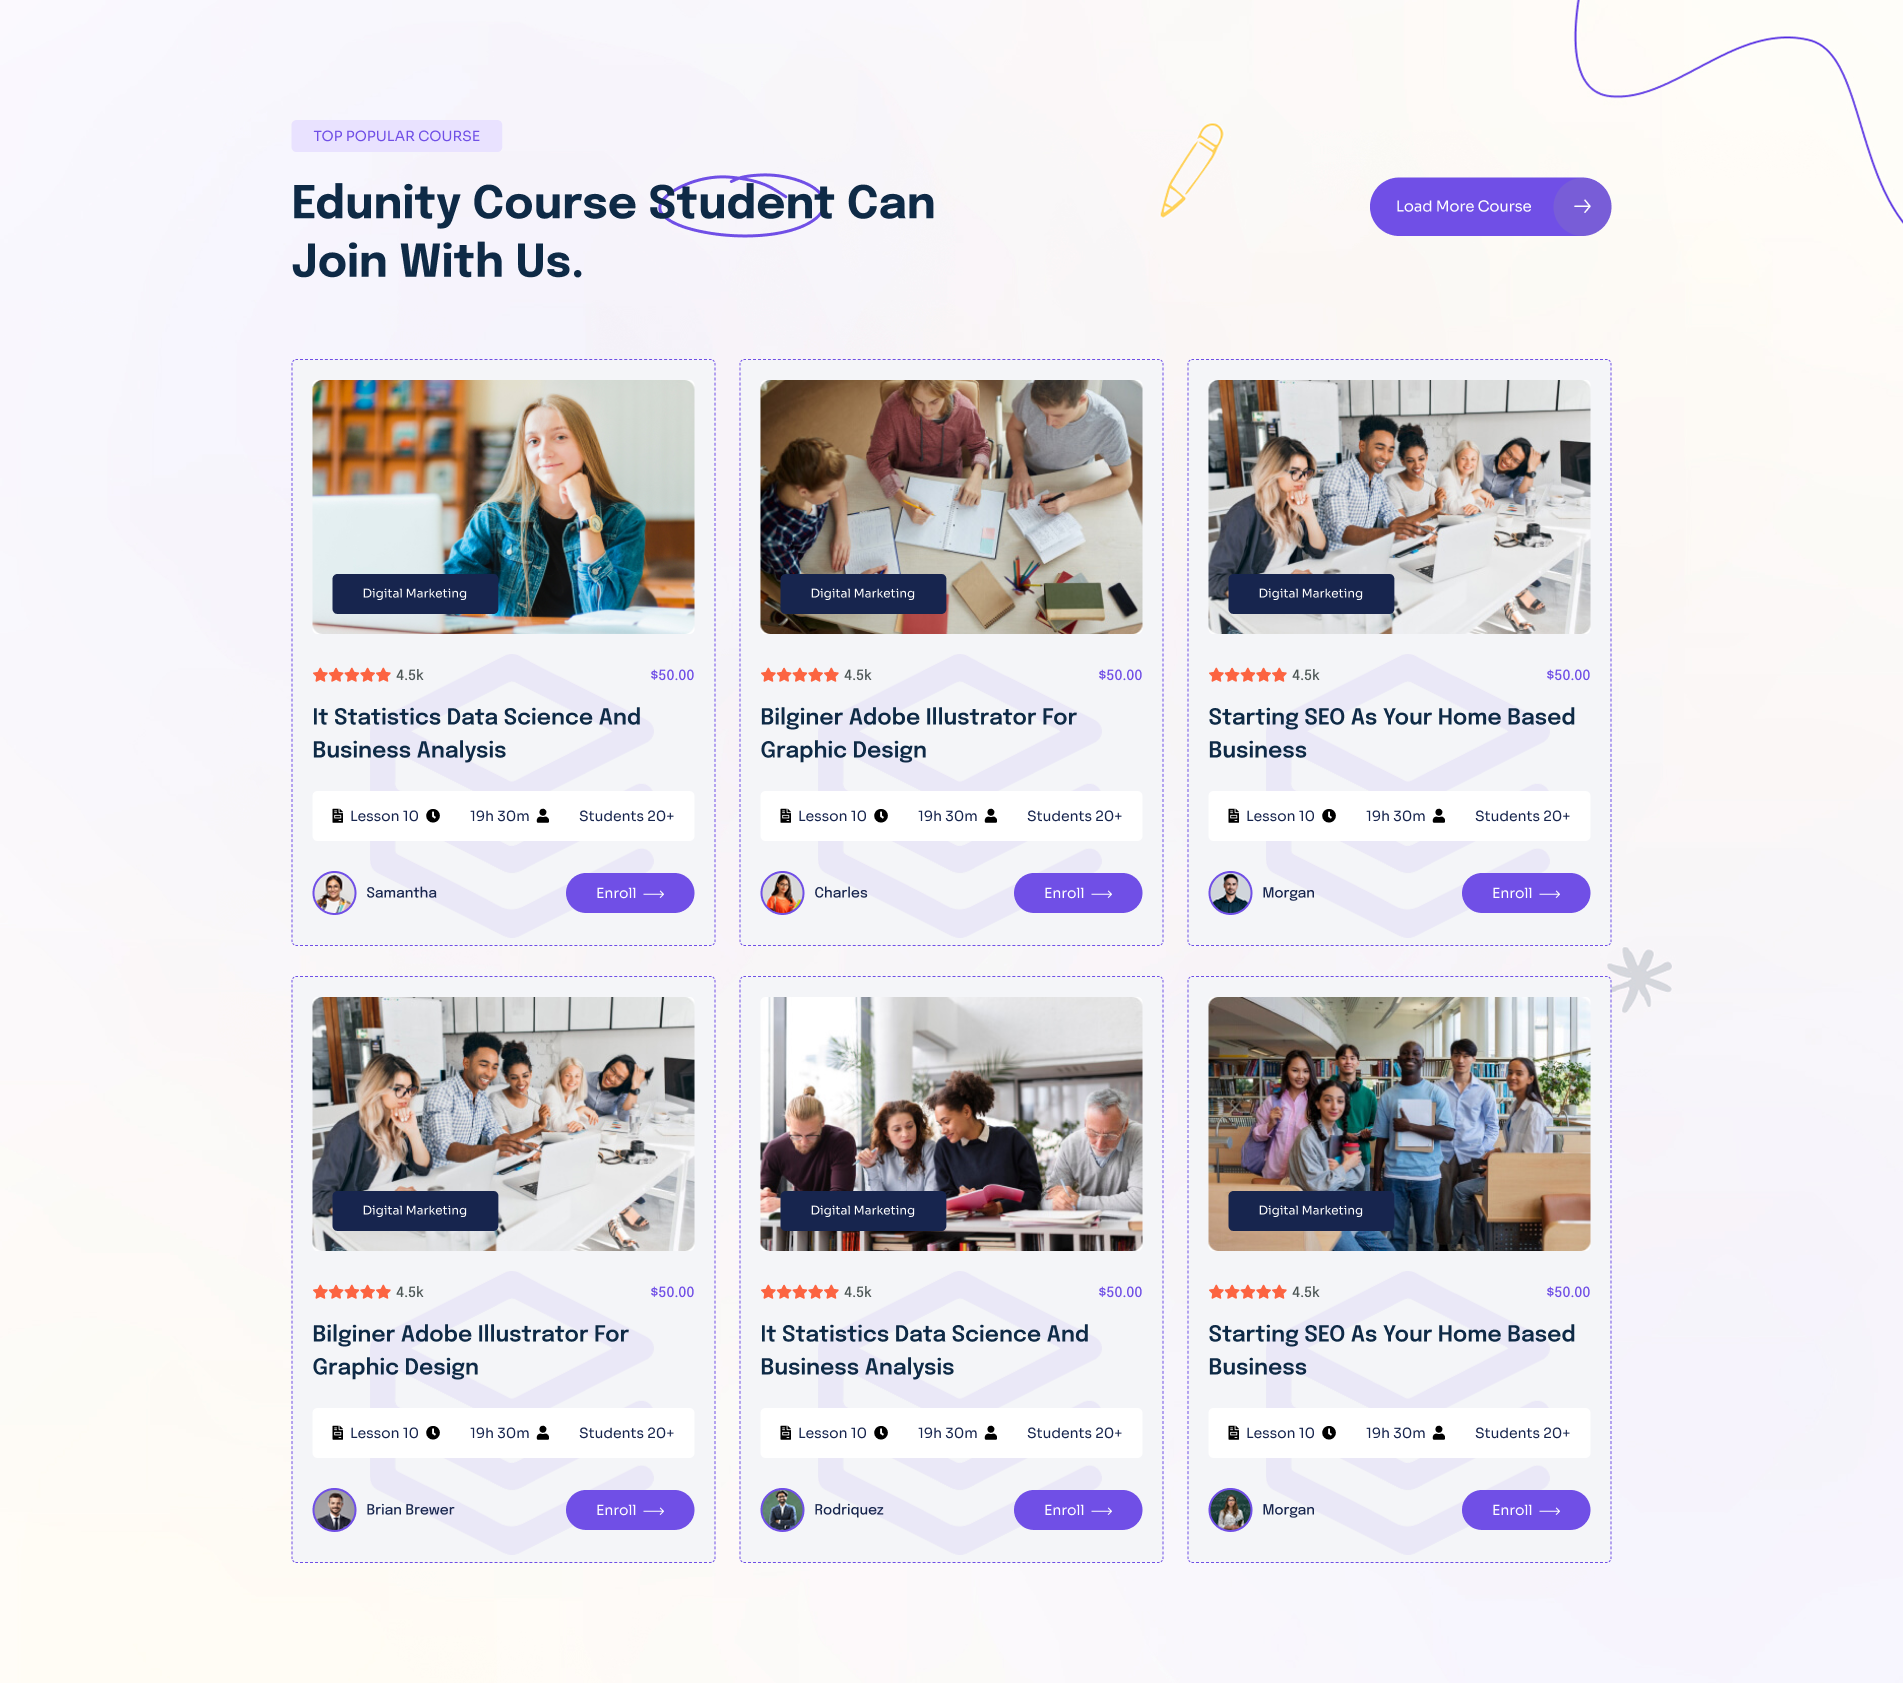 TOP POPULAR COURSE
Edunity Course Student Can
Join With Us.
Load More Course
Digital Marketing
4.5k $50.00
It Statistics Data Science And
Business Analysis
Lesson 10 19h 30m Students 20+
Samantha Enroll
Digital Marketing
4.5k $50.00
Bilginer Adobe Illustrator For
Graphic Design
Lesson 10 19h 30m Students 20+
Charles Enroll
Digital Marketing
4.5k $50.00
Starting SEO As Your Home Based
Business
Lesson 10 19h 30m Students 20+
Morgan Enroll
Digital Marketing
4.5k $50.00
Bilginer Adobe Illustrator For
Graphic Design
Lesson 10 19h 30m Students 20+
Brian Brewer Enroll
Digital Marketing
4.5k $50.00
It Statistics Data Science And
Business Analysis
Lesson 10 19h 30m Students 20+
Rodriquez Enroll
Digital Marketing
4.5k $50.00
Starting SEO As Your Home Based
Business
Lesson 10 19h 30m Students 20+
Morgan Enroll